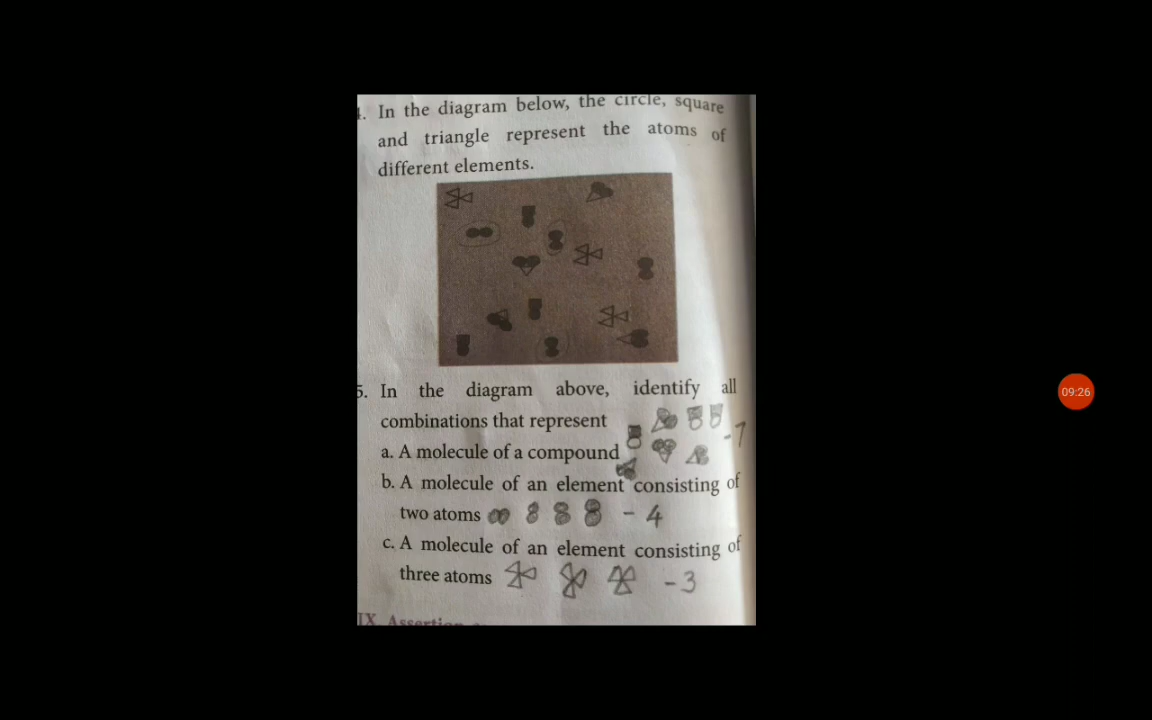 4. In the diagram below, the circle, square
and triangle represent the atoms of
different elements.
5. In the diagram above, identify all
combinations that represent
a. A molecule of a compound
-7
b. A molecule of an element consisting of
two atoms - 4
c. A molecule of an element consisting of
three atoms -3
IX. Assertion
09:26